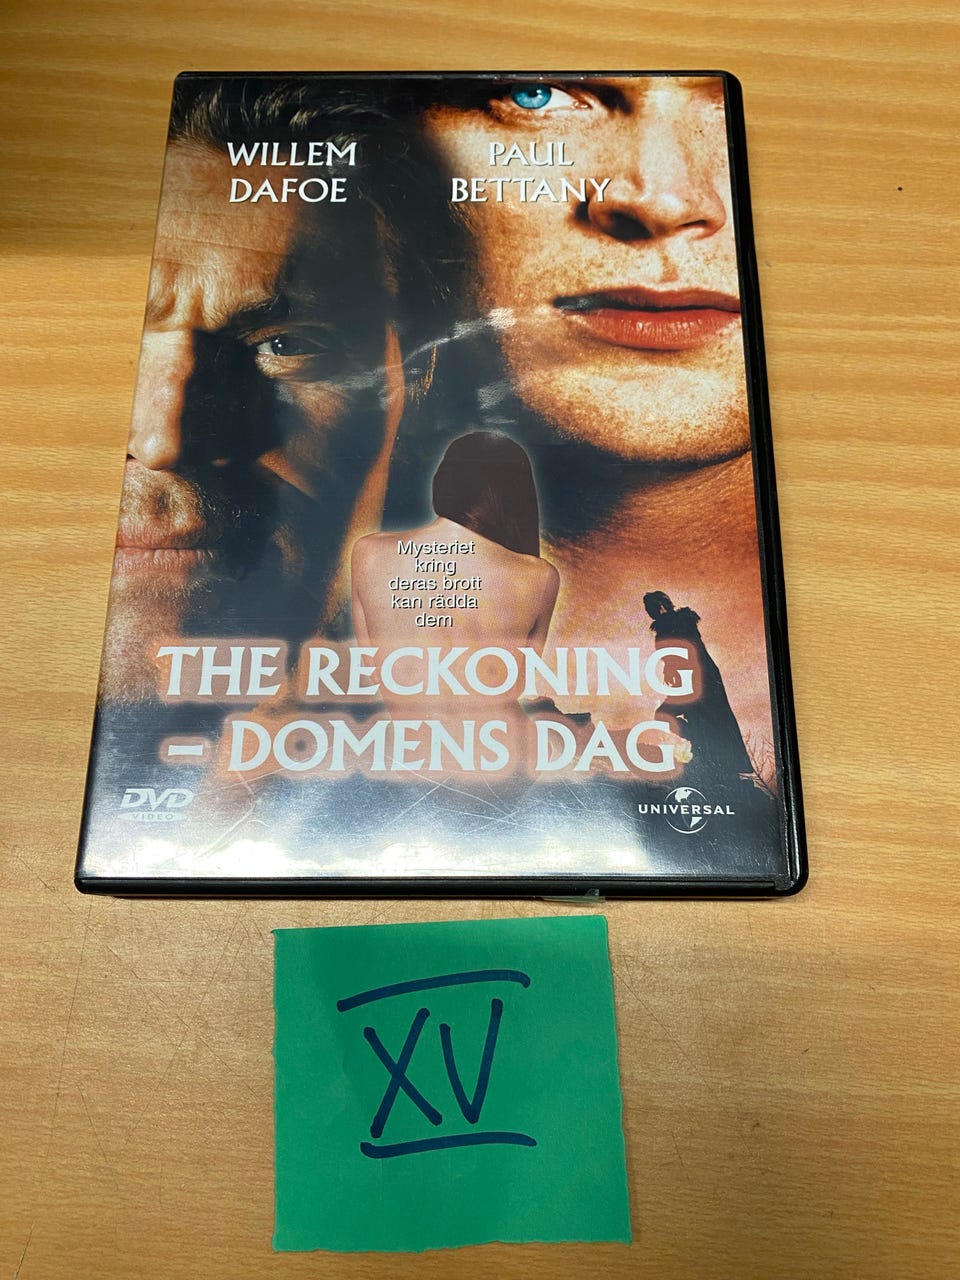 WILLEM
DAFOE
PAUL
BETTANY
Mysteriet
kring
deras brott
kan rädda
dem
THE RECKONING
– DOMENS DAG
DVD
VIDEO
UNIVERSAL
XV